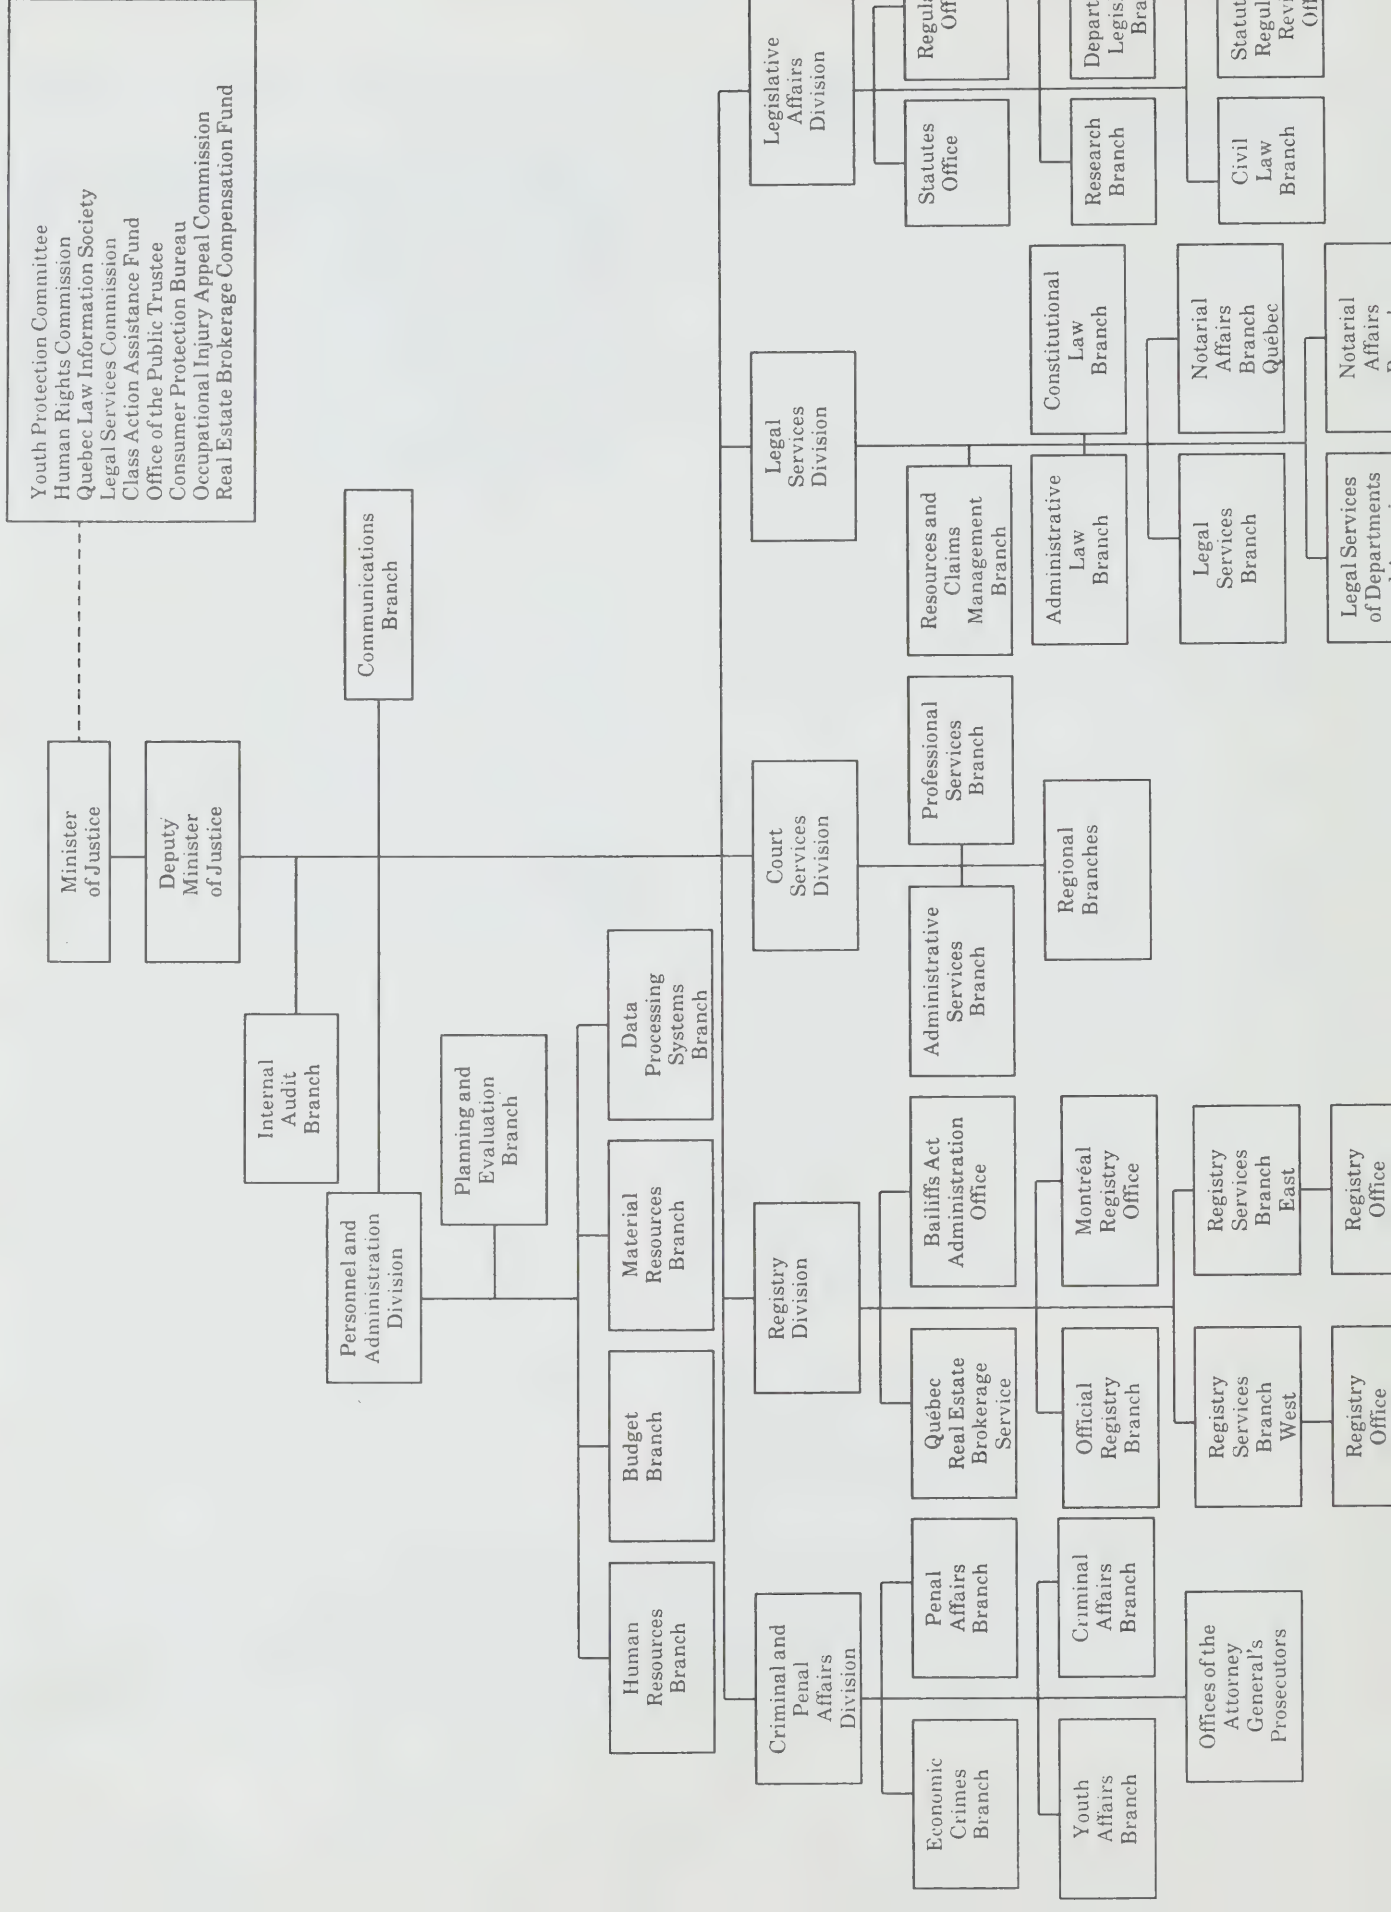 Youth Protection Committee
Human Rights Commission
Quebec Law Information Society
Legal Services Commission
Class Action Assistance Fund
Office of the Public Trustee
Consumer Protection Bureau
Occupational Injury Appeal Commission
Real Estate Brokerage Compensation Fund
Minister
of Justice
Deputy
Minister
of Justice
Internal
Audit
Branch
Communications
Branch
Personnel and
Administration
Division
Planning and
Evaluation
Branch
Human
Resources
Branch
Budget
Branch
Material
Resources
Branch
Data
Processing
Systems
Branch
Criminal and
Penal
Affairs
Division
Economic
Crimes
Branch
Penal
Affairs
Branch
Youth
Affairs
Branch
Criminal
Affairs
Branch
Offices of the
Attorney
General's
Prosecutors
Registry
Division
Québec
Real Estate
Brokerage
Service
Bailiffs Act
Administration
Office
Official
Registry
Branch
Montréal
Registry
Office
Registry
Services
Branch
West
Registry
Services
Branch
East
Registry
Office
Registry
Office
Court
Services
Division
Administrative
Services
Branch
Professional
Services
Branch
Regional
Branches
Legal
Services
Division
Resources and
Claims
Management
Branch
Administrative
Law
Branch
Constitutional
Law
Branch
Legal
Services
Branch
Notarial
Affairs
Branch
Québec
Legal Services
of Departments
Notarial
Affairs
Legislative
Affairs
Division
Statutes
Office
Research
Branch
Civil
Law
Branch